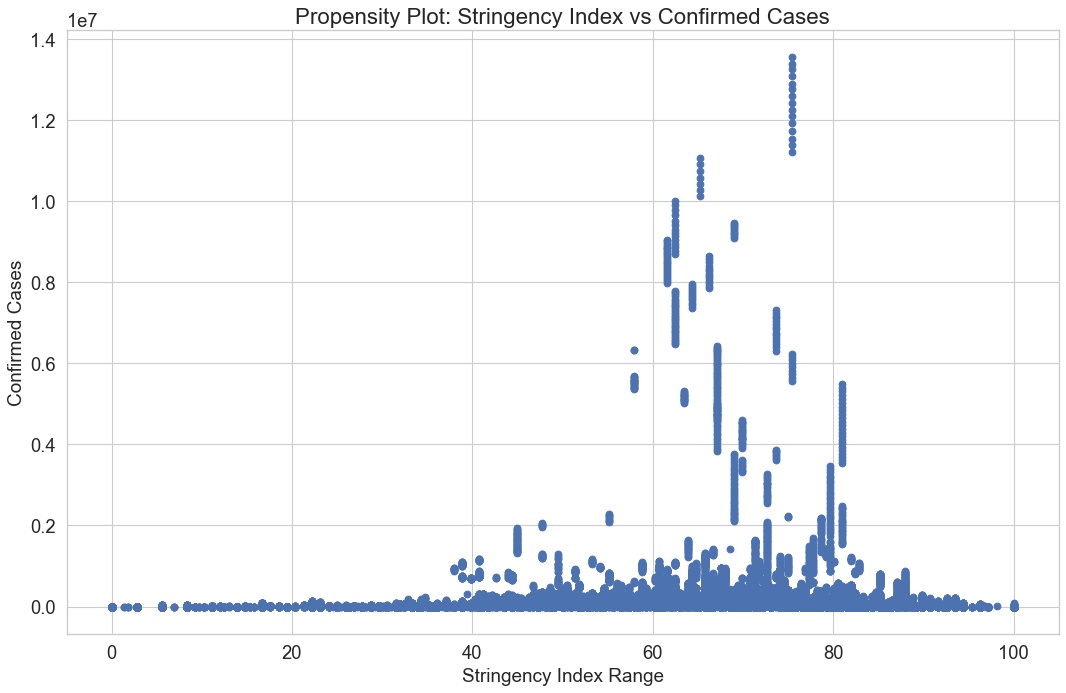 Propensity Plot: Stringency Index vs Confirmed Cases
1e7
1.4
1.2
1.0
0.8
0.6
0.4
0.2
0.0
Confirmed Cases
0 20 40 60 80 100
Stringency Index Range